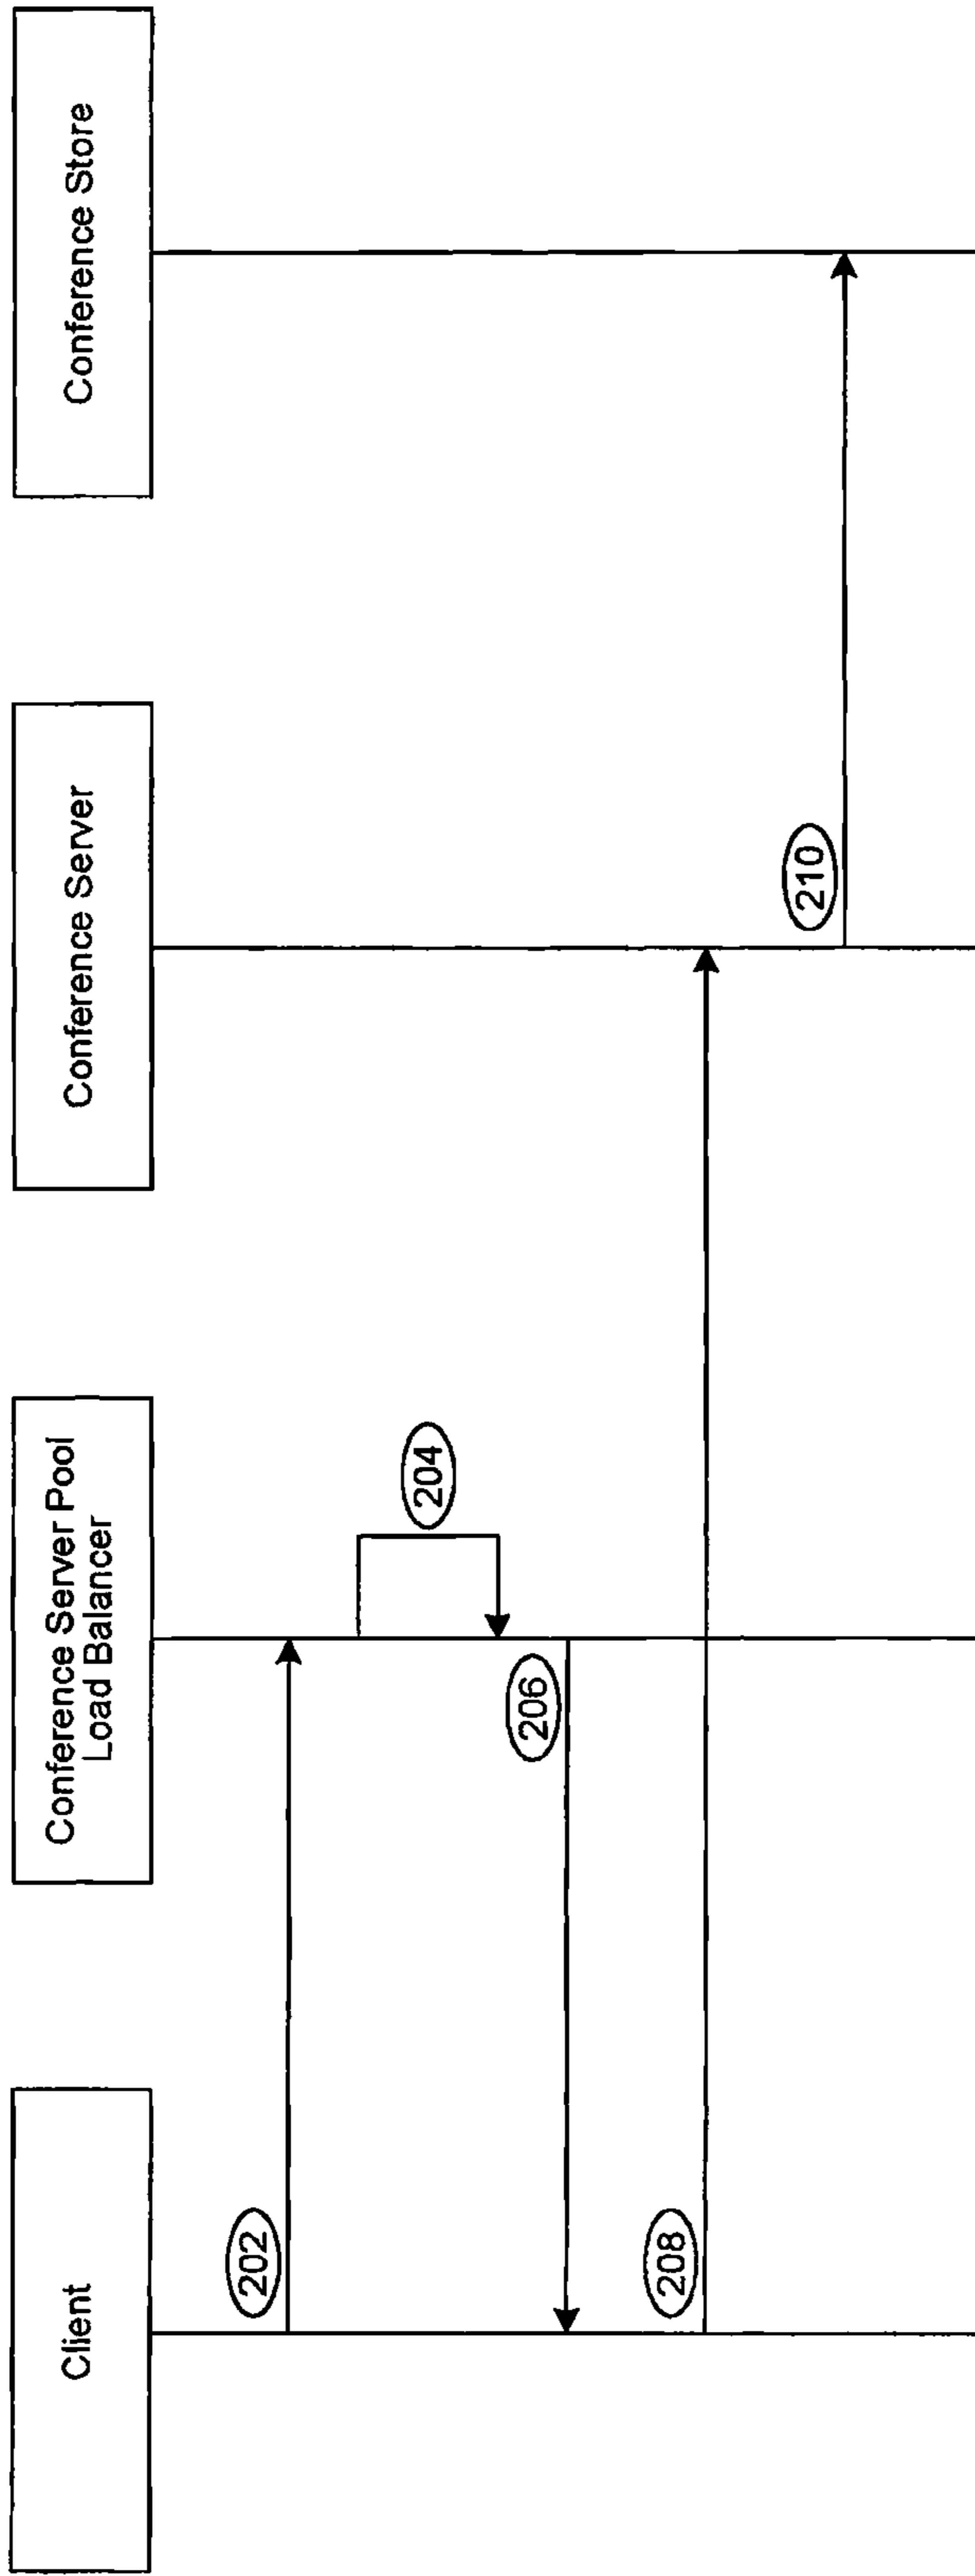 Client
Conference Server Pool
Load Balancer
Conference Server
Conference Store
202
204
206
208
210